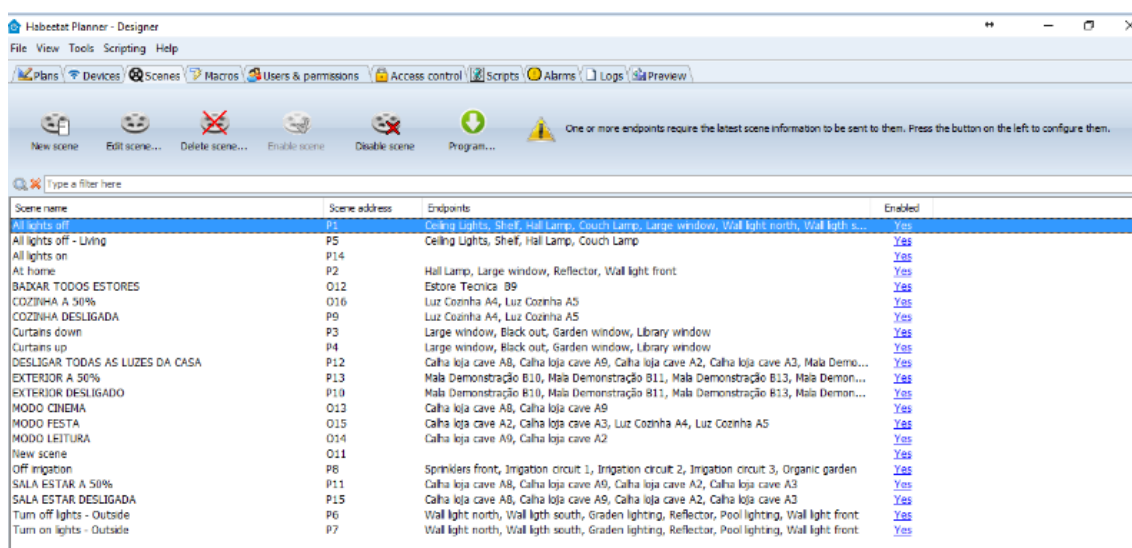 Habeetat Planner - Designer
File View Tools Scripting Help
Plans Devices Scenes Macros Users & permissions Access control Scripts Alarms Logs Preview
New scene Edit scene... Delete scene... Enable scene Disable scene Program... One or more endpoints require the latest scene information to be sent to them. Press the button on the left to configure them.
Type a filter here
Scene name Scene address Endpoints Enabled
All lights off P1 Ceiling Lights, Shelf, Hall Lamp, Couch Lamp, Large window, Wall light north, Wall ligth s... Yes
All lights off - Living P5 Ceiling Lights, Shelf, Hall Lamp, Couch Lamp Yes
All lights on P14 Yes
At home P2 Hall Lamp, Large window, Reflector, Wall light front Yes
BAIXAR TODOS ESTORES O12 Estore Tecnica B9 Yes
COZINHA A 50% O16 Luz Cozinha A4, Luz Cozinha A5 Yes
COZINHA DESLIGADA P9 Luz Cozinha A4, Luz Cozinha A5 Yes
Curtains down P3 Large window, Black out, Garden window, Library window Yes
Curtains up P4 Large window, Black out, Garden window, Library window Yes
DESLIGAR TODAS AS LUZES DA CASA P12 Calha loja cave A8, Calha loja cave A9, Calha loja cave A2, Calha loja cave A3, Mala Demo... Yes
EXTERIOR A 50% P13 Mala Demonstração B10, Mala Demonstração B11, Mala Demonstração B13, Mala Demon... Yes
EXTERIOR DESLIGADO P10 Mala Demonstração B10, Mala Demonstração B11, Mala Demonstração B13, Mala Demon... Yes
MODO CINEMA O13 Calha loja cave A8, Calha loja cave A9 Yes
MODO FESTA O15 Calha loja cave A2, Calha loja cave A3, Luz Cozinha A4, Luz Cozinha A5 Yes
MODO LEITURA O14 Calha loja cave A9, Calha loja cave A2 Yes
New scene O11 Yes
Off irrigation P8 Sprinklers front, Irrigation circuit 1, Irrigation circuit 2, Irrigation circuit 3, Organic garden Yes
SALA ESTAR A 50% P11 Calha loja cave A8, Calha loja cave A9, Calha loja cave A2, Calha loja cave A3 Yes
SALA ESTAR DESLIGADA P15 Calha loja cave A8, Calha loja cave A9, Calha loja cave A2, Calha loja cave A3 Yes
Turn off lights - Outside P6 Wall light north, Wall ligth south, Graden lighting, Reflector, Pool lighting, Wall light front Yes
Turn on lights - Outside P7 Wall light north, Wall ligth south, Graden lighting, Reflector, Pool lighting, Wall light front Yes